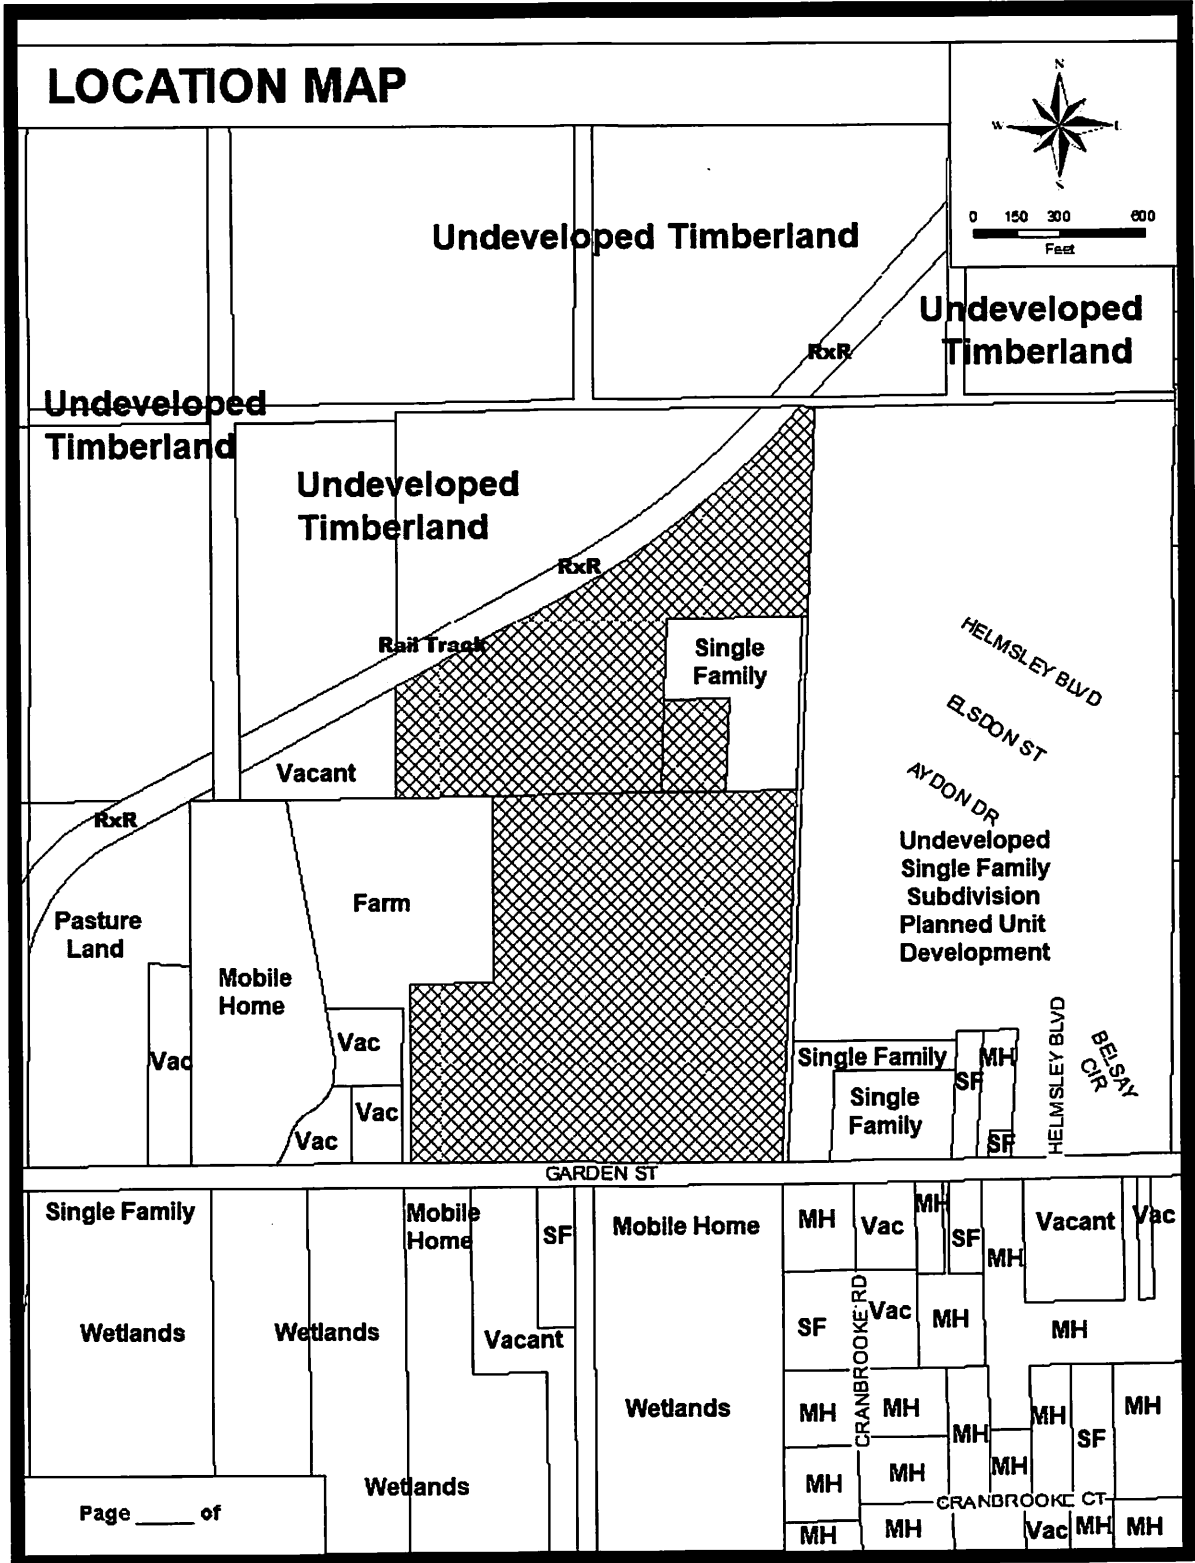 LOCATION MAP
N
W
0 150 300 600
Feet
Undeveloped Timberland
Undeveloped
Timberland
RxR
Undeveloped
Timberland
Undeveloped
Timberland
RxR
Rail Track
Single
Family
HELMSLEY BLVD
ELSDON ST
AYDON DR
Vacant
RxR
Undeveloped
Single Family
Subdivision
Planned Unit
Development
Farm
Pasture
Land
Mobile
Home
Vac
Vac
Vac
Vac
Single Family
Single
Family
SF
MH
SF
HELMSLEY BLVD
BELSAY
CIR
GARDEN ST
Single Family
Mobile
Home
SF
Mobile Home
MH
Vac
MH
SF
MH
Vacant
Vac
Wetlands
Wetlands
Vacant
SF
CRANBROOKE RD
Vac
MH
MH
Wetlands
MH
MH
MH
MH
SF
MH
Wetlands
MH
MH
MH
CRANBROOKE CT
Page _____ of
MH
MH
Vac
MH
MH